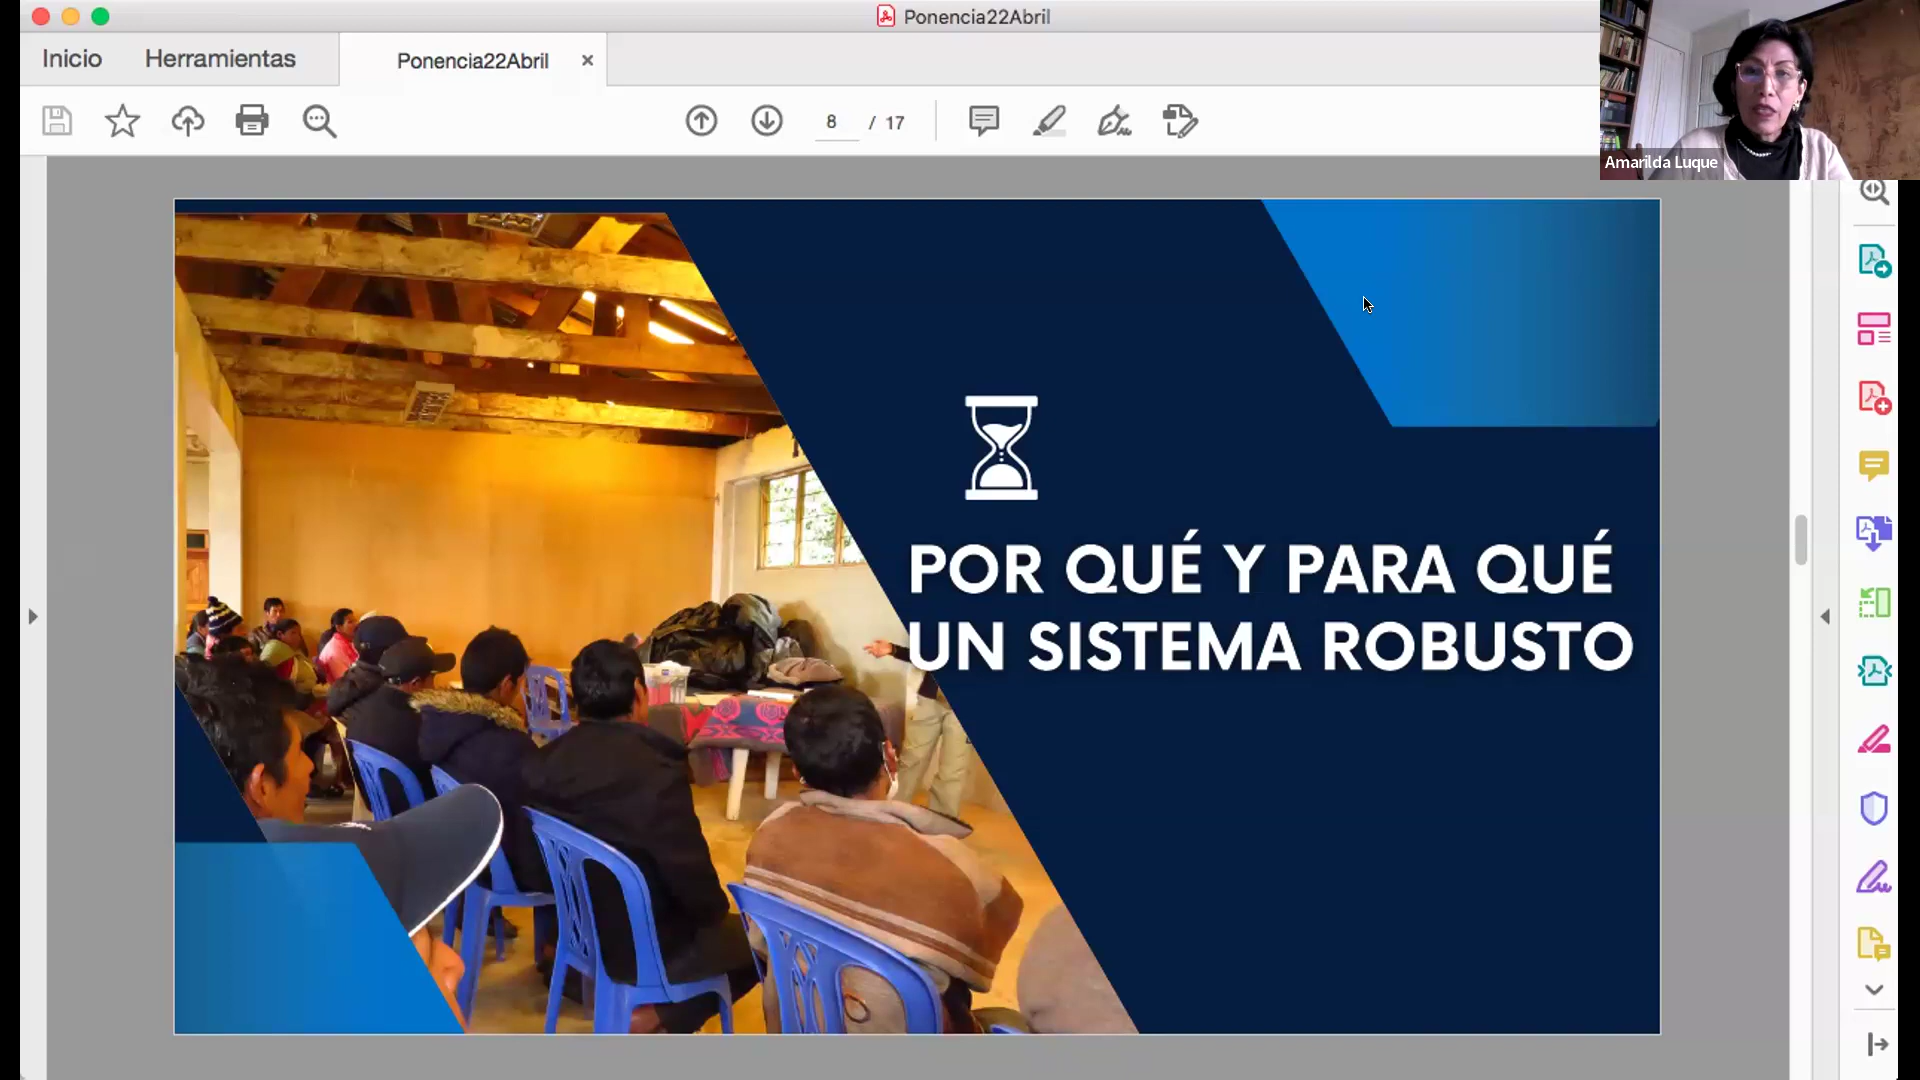 Ponencia22Abril
Inicio
Herramientas
Ponencia22Abril
8 / 17
Amarilda Luque
POR QUÉ Y PARA QUÉ
UN SISTEMA ROBUSTO